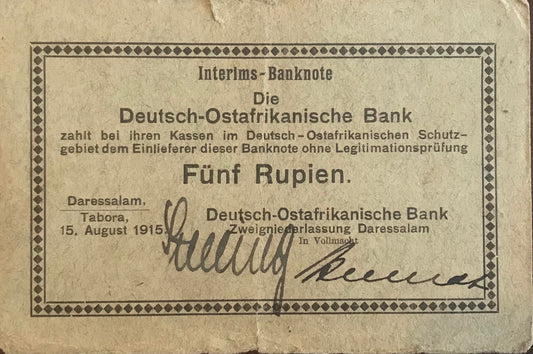 Interims-Banknote
Die
Deutsch-Ostafrikanische Bank
zahlt bei ihren Kassen im Deutsch-Ostafrikanischen Schutz-
gebiet dem Einlieferer dieser Banknote ohne Legitimationsprüfung
Fünf Rupien.
Daressalam,
Tabora,
15. August 1915.
Deutsch-Ostafrikanische Bank
Zweigniederlassung Daressalam
In Vollmacht